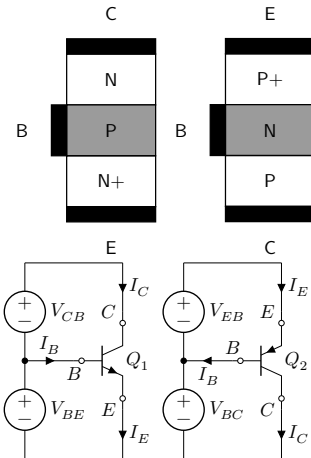 C E
N P+
B P B N
N+ P
E C
I_C I_E
+ C + E
V_CB V_EB
− −
I_B Q_1 B Q_2
B I_B
+ E + C
V_BE V_BC
− −
I_E I_C